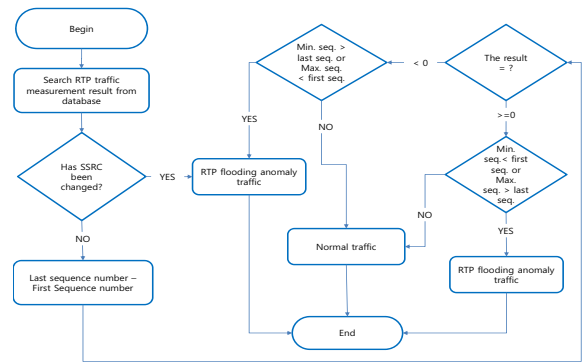 Begin
Search RTP traffic
measurement result from
database
Has SSRC
been
changed?
YES
NO
Last sequence number –
First Sequence number
Min. seq. >
last seq. or
Max. seq.
< first seq.
< 0
The result
= ?
YES
NO
>=0
RTP flooding anomaly
traffic
Min.
seq.< first
seq. or
Max.
seq. > last
seq.
NO
YES
Normal traffic
RTP flooding anomaly
traffic
End